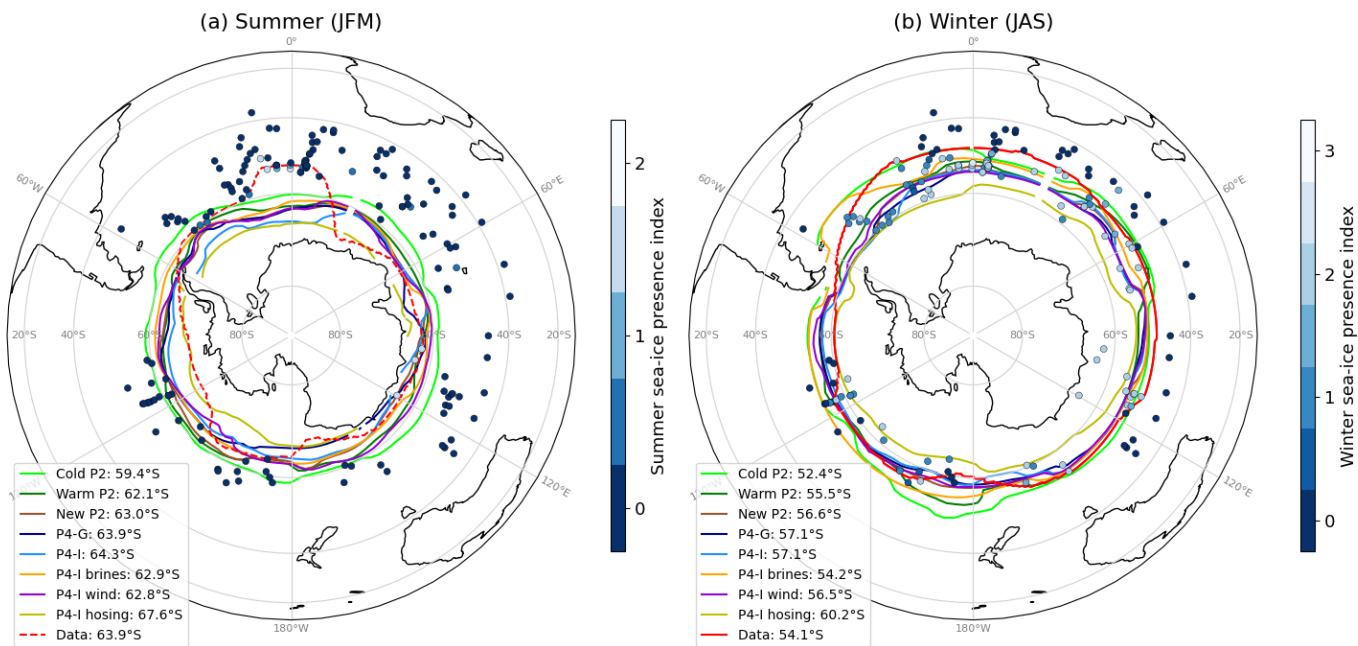 (a) Summer (JFM)
0°
60°W
60°E
20°S
40°S
60°S
80°S
80°S
60°S
40°S
20°S
120°E
180°W
Cold P2: 59.4°S
Warm P2: 62.1°S
New P2: 63.0°S
P4-G: 63.9°S
P4-I: 64.3°S
P4-I brines: 62.9°S
P4-I wind: 62.8°S
P4-I hosing: 67.6°S
Data: 63.9°S
2
1
0
Summer sea-ice presence index
(b) Winter (JAS)
0°
60°W
60°E
20°S
40°S
60°S
80°S
80°S
60°S
40°S
20°S
120°E
180°W
Cold P2: 52.4°S
Warm P2: 55.5°S
New P2: 56.6°S
P4-G: 57.1°S
P4-I: 57.1°S
P4-I brines: 54.2°S
P4-I wind: 56.5°S
P4-I hosing: 60.2°S
Data: 54.1°S
3
2
1
0
Winter sea-ice presence index